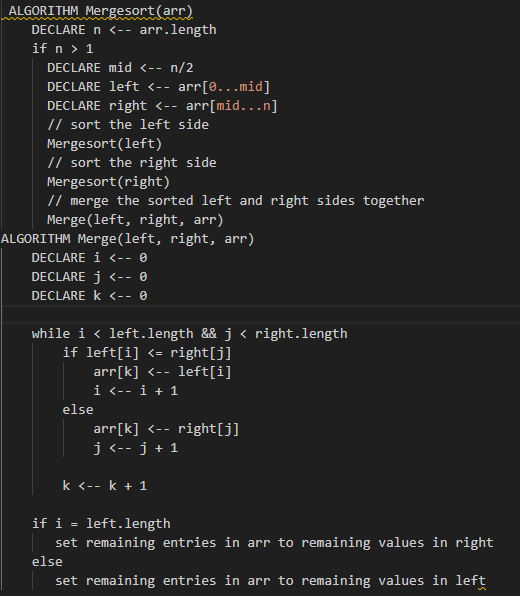 ALGORITHM Mergesort(arr)
DECLARE n <-- arr.length
if n > 1
DECLARE mid <-- n/2
DECLARE left <-- arr[0...mid]
DECLARE right <-- arr[mid...n]
// sort the left side
Mergesort(left)
// sort the right side
Mergesort(right)
// merge the sorted left and right sides together
Merge(left, right, arr)
ALGORITHM Merge(left, right, arr)
DECLARE i <-- 0
DECLARE j <-- 0
DECLARE k <-- 0
while i < left.length && j < right.length
if left[i] <= right[j]
arr[k] <-- left[i]
i <-- i + 1
else
arr[k] <-- right[j]
j <-- j + 1
k <-- k + 1
if i = left.length
set remaining entries in arr to remaining values in right
else
set remaining entries in arr to remaining values in left